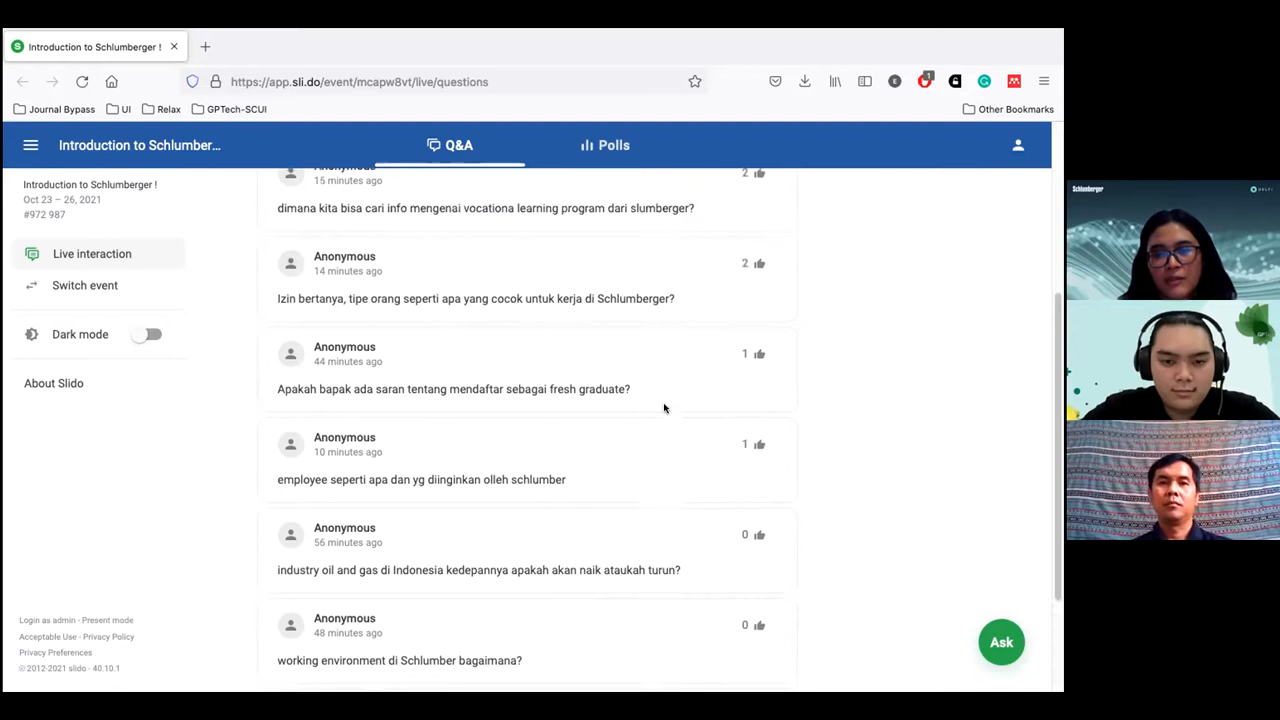 Introduction to Schlumberger !
https://app.sli.do/event/mcapw8vt/live/questions
1
Journal Bypass
UI
Relax
GPTech-SCUI
Other Bookmarks
Introduction to Schlumber...
Q&A
Polls
Introduction to Schlumberger !
Oct 23 – 26, 2021
#972 987
Live interaction
Switch event
Dark mode
About Slido
Login as admin - Present mode
Acceptable Use - Privacy Policy
Privacy Preferences
© 2012-2021 slido - 40.10.1
Anonymous
15 minutes ago
2
dimana kita bisa cari info mengenai vocationa learning program dari slumberger?
Anonymous
14 minutes ago
2
Izin bertanya, tipe orang seperti apa yang cocok untuk kerja di Schlumberger?
Anonymous
44 minutes ago
1
Apakah bapak ada saran tentang mendaftar sebagai fresh graduate?
Anonymous
10 minutes ago
1
employee seperti apa dan yg diinginkan olleh schlumber
Anonymous
56 minutes ago
0
industry oil and gas di Indonesia kedepannya apakah akan naik ataukah turun?
Anonymous
48 minutes ago
0
working environment di Schlumber bagaimana?
Ask
Schlumberger